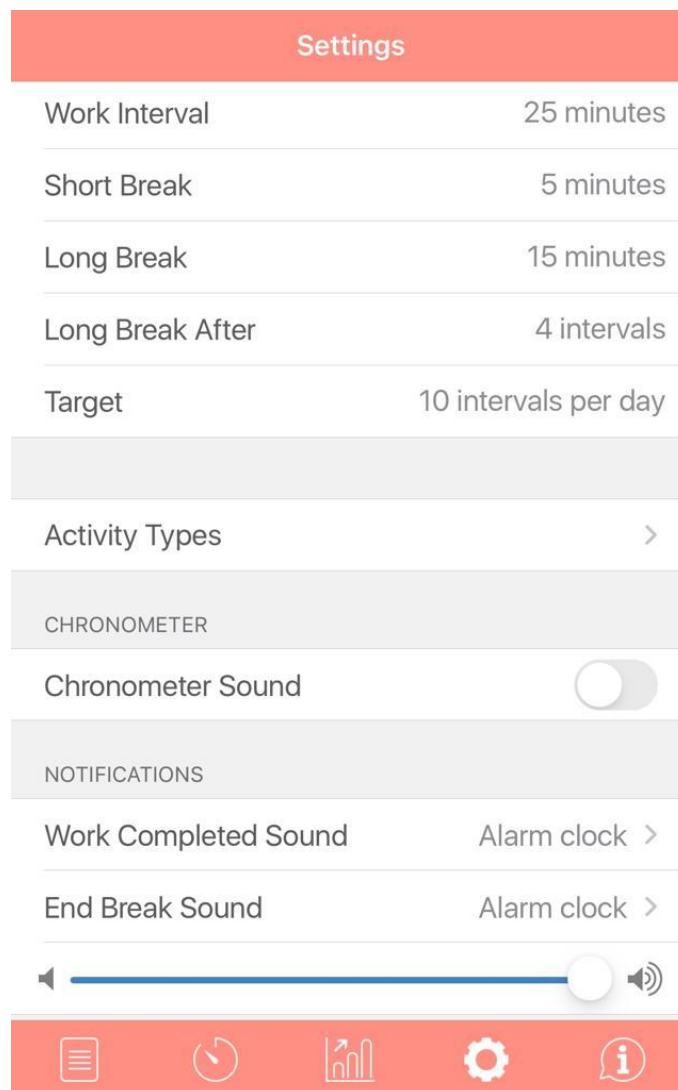 Settings
Work Interval 25 minutes
Short Break 5 minutes
Long Break 15 minutes
Long Break After 4 intervals
Target 10 intervals per day
Activity Types
CHRONOMETER
Chronometer Sound
NOTIFICATIONS
Work Completed Sound Alarm clock
End Break Sound Alarm clock